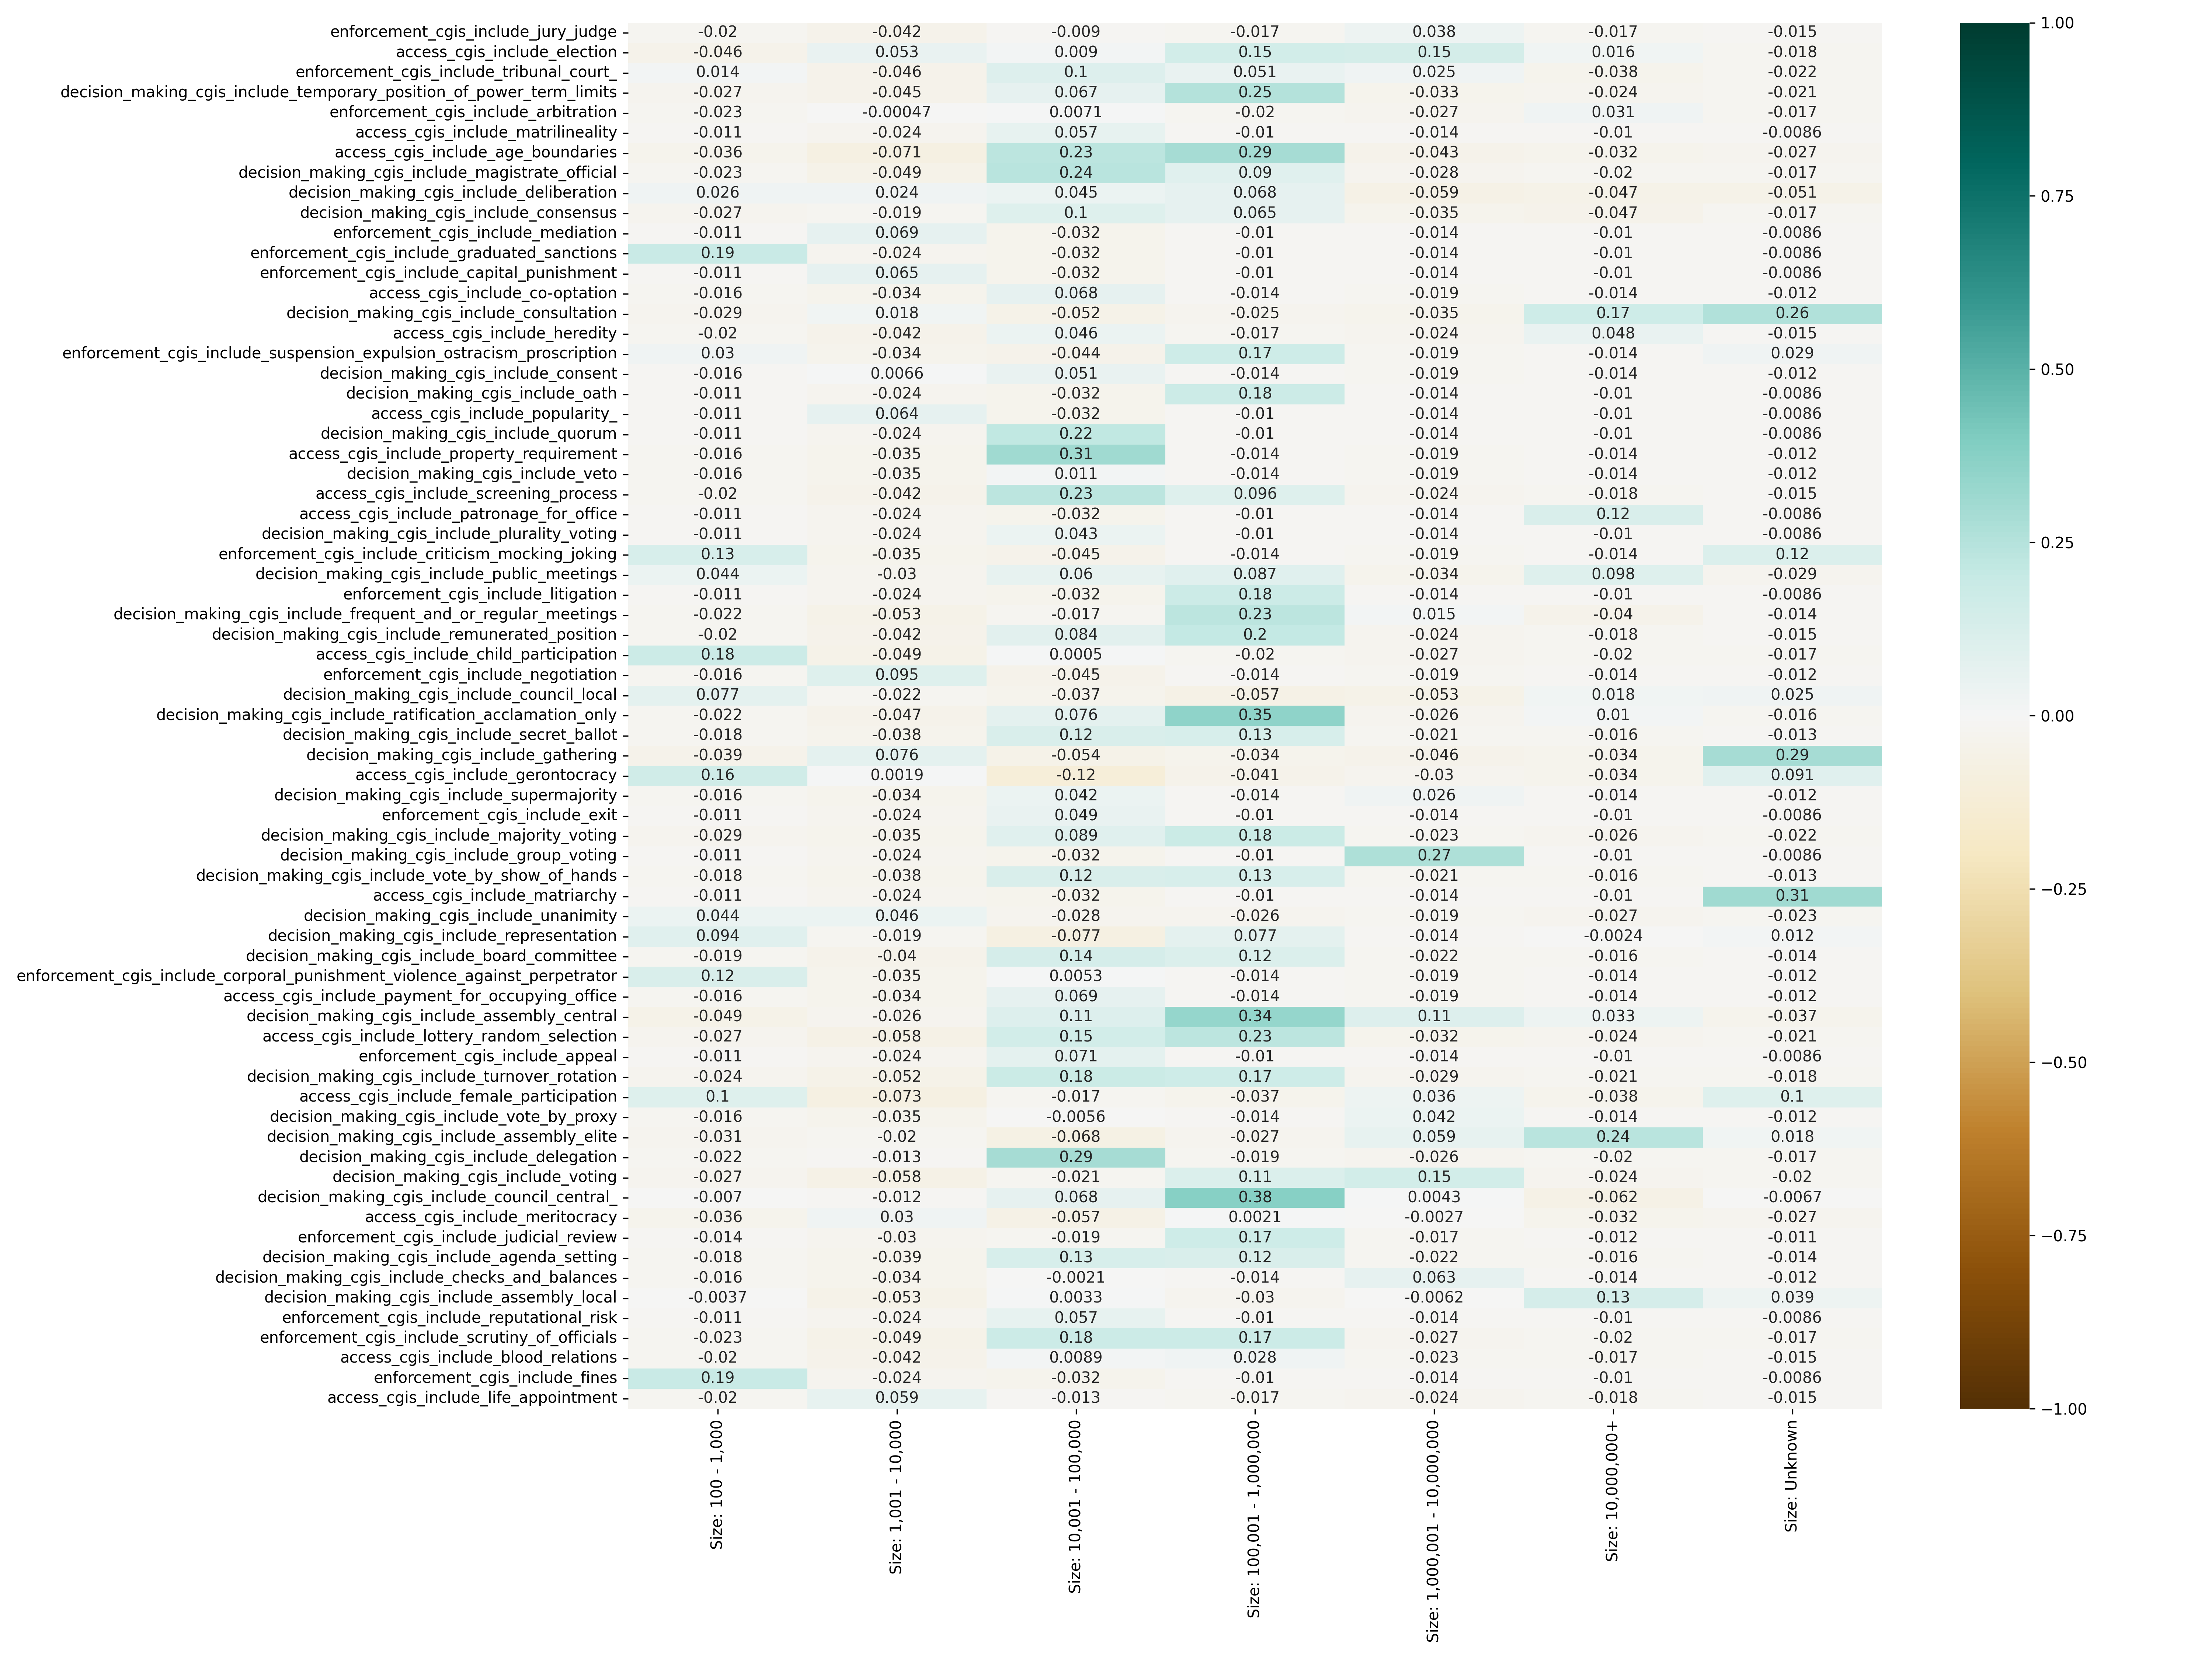 enforcement_cgis_include_jury_judge -0.02 -0.042 -0.009 -0.017 0.038 -0.017 -0.015
access_cgis_include_election -0.046 0.053 0.009 0.15 0.15 0.016 -0.018
enforcement_cgis_include_tribunal_court_ 0.014 -0.046 0.1 0.051 0.025 -0.038 -0.022
decision_making_cgis_include_temporary_position_of_power_term_limits -0.027 -0.045 0.067 0.25 -0.033 -0.024 -0.021
enforcement_cgis_include_arbitration -0.023 -0.00047 0.0071 -0.02 -0.027 0.031 -0.017
access_cgis_include_matrilineality -0.011 -0.024 0.057 -0.01 -0.014 -0.01 -0.0086
access_cgis_include_age_boundaries -0.036 -0.071 0.23 0.29 -0.043 -0.032 -0.027
decision_making_cgis_include_magistrate_official -0.023 -0.049 0.24 0.09 -0.028 -0.02 -0.017
decision_making_cgis_include_deliberation 0.026 0.024 0.045 0.068 -0.059 -0.047 -0.051
decision_making_cgis_include_consensus -0.027 -0.019 0.1 0.065 -0.035 -0.047 -0.017
enforcement_cgis_include_mediation -0.011 0.069 -0.032 -0.01 -0.014 -0.01 -0.0086
enforcement_cgis_include_graduated_sanctions 0.19 -0.024 -0.032 -0.01 -0.014 -0.01 -0.0086
enforcement_cgis_include_capital_punishment -0.011 0.065 -0.032 -0.01 -0.014 -0.01 -0.0086
access_cgis_include_co-optation -0.016 -0.034 0.068 -0.014 -0.019 -0.014 -0.012
decision_making_cgis_include_consultation -0.029 0.018 -0.052 -0.025 -0.035 0.17 0.26
access_cgis_include_heredity -0.02 -0.042 0.046 -0.017 -0.024 0.048 -0.015
enforcement_cgis_include_suspension_expulsion_ostracism_proscription 0.03 -0.034 -0.044 0.17 -0.019 -0.014 0.029
decision_making_cgis_include_consent -0.016 0.0066 0.051 -0.014 -0.019 -0.014 -0.012
decision_making_cgis_include_oath -0.011 -0.024 -0.032 0.18 -0.014 -0.01 -0.0086
access_cgis_include_popularity_ -0.011 0.064 -0.032 -0.01 -0.014 -0.01 -0.0086
decision_making_cgis_include_quorum -0.011 -0.024 0.22 -0.01 -0.014 -0.01 -0.0086
access_cgis_include_property_requirement -0.016 -0.035 0.31 -0.014 -0.019 -0.014 -0.012
decision_making_cgis_include_veto -0.016 -0.035 0.011 -0.014 -0.019 -0.014 -0.012
access_cgis_include_screening_process -0.02 -0.042 0.23 0.096 -0.024 -0.018 -0.015
access_cgis_include_patronage_for_office -0.011 -0.024 -0.032 -0.01 -0.014 0.12 -0.0086
decision_making_cgis_include_plurality_voting -0.011 -0.024 0.043 -0.01 -0.014 -0.01 -0.0086
enforcement_cgis_include_criticism_mocking_joking 0.13 -0.035 -0.045 -0.014 -0.019 -0.014 0.12
decision_making_cgis_include_public_meetings 0.044 -0.03 0.06 0.087 -0.034 0.098 -0.029
enforcement_cgis_include_litigation -0.011 -0.024 -0.032 0.18 -0.014 -0.01 -0.0086
decision_making_cgis_include_frequent_and_or_regular_meetings -0.022 -0.053 -0.017 0.23 0.015 -0.04 -0.014
decision_making_cgis_include_remunerated_position -0.02 -0.042 0.084 0.2 -0.024 -0.018 -0.015
access_cgis_include_child_participation 0.18 -0.049 0.0005 -0.02 -0.027 -0.02 -0.017
enforcement_cgis_include_negotiation -0.016 0.095 -0.045 -0.014 -0.019 -0.014 -0.012
decision_making_cgis_include_council_local 0.077 -0.022 -0.037 -0.057 -0.053 0.018 0.025
decision_making_cgis_include_ratification_acclamation_only -0.022 -0.047 0.076 0.35 -0.026 0.01 -0.016
decision_making_cgis_include_secret_ballot -0.018 -0.038 0.12 0.13 -0.021 -0.016 -0.013
decision_making_cgis_include_gathering -0.039 0.076 -0.054 -0.034 -0.046 -0.034 0.29
access_cgis_include_gerontocracy 0.16 0.0019 -0.12 -0.041 -0.03 -0.034 0.091
decision_making_cgis_include_supermajority -0.016 -0.034 0.042 -0.014 0.026 -0.014 -0.012
enforcement_cgis_include_exit -0.011 -0.024 0.049 -0.01 -0.014 -0.01 -0.0086
decision_making_cgis_include_majority_voting -0.029 -0.035 0.089 0.18 -0.023 -0.026 -0.022
decision_making_cgis_include_group_voting -0.011 -0.024 -0.032 -0.01 0.27 -0.01 -0.0086
decision_making_cgis_include_vote_by_show_of_hands -0.018 -0.038 0.12 0.13 -0.021 -0.016 -0.013
access_cgis_include_matriarchy -0.011 -0.024 -0.032 -0.01 -0.014 -0.01 0.31
decision_making_cgis_include_unanimity 0.044 0.046 -0.028 -0.026 -0.019 -0.027 -0.023
decision_making_cgis_include_representation 0.094 -0.019 -0.077 0.077 -0.014 -0.0024 0.012
decision_making_cgis_include_board_committee -0.019 -0.04 0.14 0.12 -0.022 -0.016 -0.014
enforcement_cgis_include_corporal_punishment_violence_against_perpetrator 0.12 -0.035 0.0053 -0.014 -0.019 -0.014 -0.012
access_cgis_include_payment_for_occupying_office -0.016 -0.034 0.069 -0.014 -0.019 -0.014 -0.012
decision_making_cgis_include_assembly_central -0.049 -0.026 0.11 0.34 0.11 0.033 -0.037
access_cgis_include_lottery_random_selection -0.027 -0.058 0.15 0.23 -0.032 -0.024 -0.021
enforcement_cgis_include_appeal -0.011 -0.024 0.071 -0.01 -0.014 -0.01 -0.0086
decision_making_cgis_include_turnover_rotation -0.024 -0.052 0.18 0.17 -0.029 -0.021 -0.018
access_cgis_include_female_participation 0.1 -0.073 -0.017 -0.037 0.036 -0.038 0.1
decision_making_cgis_include_vote_by_proxy -0.016 -0.035 -0.0056 -0.014 0.042 -0.014 -0.012
decision_making_cgis_include_assembly_elite -0.031 -0.02 -0.068 -0.027 0.059 0.24 0.018
decision_making_cgis_include_delegation -0.022 -0.013 0.29 -0.019 -0.026 -0.02 -0.017
decision_making_cgis_include_voting -0.027 -0.058 -0.021 0.11 0.15 -0.024 -0.02
decision_making_cgis_include_council_central_ -0.007 -0.012 0.068 0.38 0.0043 -0.062 -0.0067
access_cgis_include_meritocracy -0.036 0.03 -0.057 0.0021 -0.0027 -0.032 -0.027
enforcement_cgis_include_judicial_review -0.014 -0.03 -0.019 0.17 -0.017 -0.012 -0.011
decision_making_cgis_include_agenda_setting -0.018 -0.039 0.13 0.12 -0.022 -0.016 -0.014
decision_making_cgis_include_checks_and_balances -0.016 -0.034 -0.0021 -0.014 0.063 -0.014 -0.012
decision_making_cgis_include_assembly_local -0.0037 -0.053 0.0033 -0.03 -0.0062 0.13 0.039
enforcement_cgis_include_reputational_risk -0.011 -0.024 0.057 -0.01 -0.014 -0.01 -0.0086
enforcement_cgis_include_scrutiny_of_officials -0.023 -0.049 0.18 0.17 -0.027 -0.02 -0.017
access_cgis_include_blood_relations -0.02 -0.042 0.0089 0.028 -0.023 -0.017 -0.015
enforcement_cgis_include_fines 0.19 -0.024 -0.032 -0.01 -0.014 -0.01 -0.0086
access_cgis_include_life_appointment -0.02 0.059 -0.013 -0.017 -0.024 -0.018 -0.015
Size: 100 - 1,000
Size: 1,001 - 10,000
Size: 10,001 - 100,000
Size: 100,001 - 1,000,000
Size: 1,000,001 - 10,000,000
Size: 10,000,000+
Size: Unknown
1.00
0.75
0.50
0.25
0.00
−0.25
−0.50
−0.75
−1.00